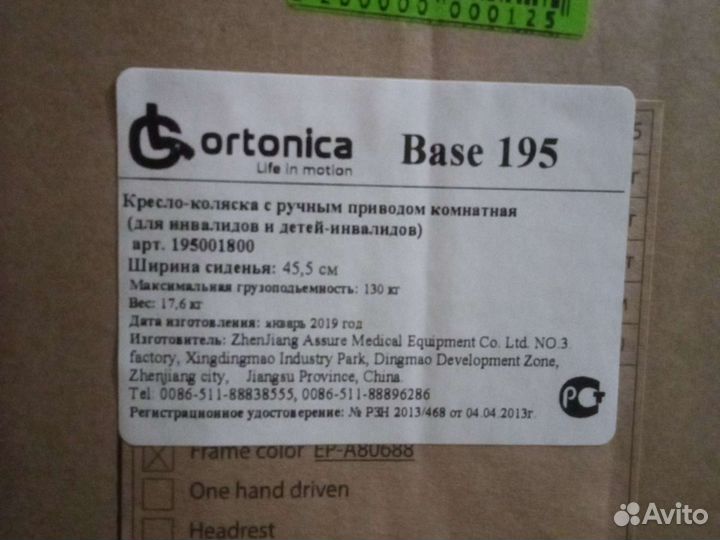 200000 000125
ortonica
Life in motion
Base 195
Кресло-коляска с ручным приводом комнатная
(для инвалидов и детей-инвалидов)
арт. 195001800
Ширина сиденья: 45,5 см
Максимальная грузоподьемность: 130 кг
Вес: 17,6 кг
Дата изготовления: январь 2019 год
Изготовитель: ZhenJiang Assure Medical Equipment Co. Ltd. NO.3.
factory, Xingdingmao Industry Park, Dingmao Development Zone,
Zhenjiang city, Jiangsu Province, China.
Tel: 0086-511-88838555, 0086-511-88896286
Регистрационное удостоверение: № РЗН 2013/468 от 04.04.2013г.
Frame color EP-A80688
One hand driven
Headrest
Avito